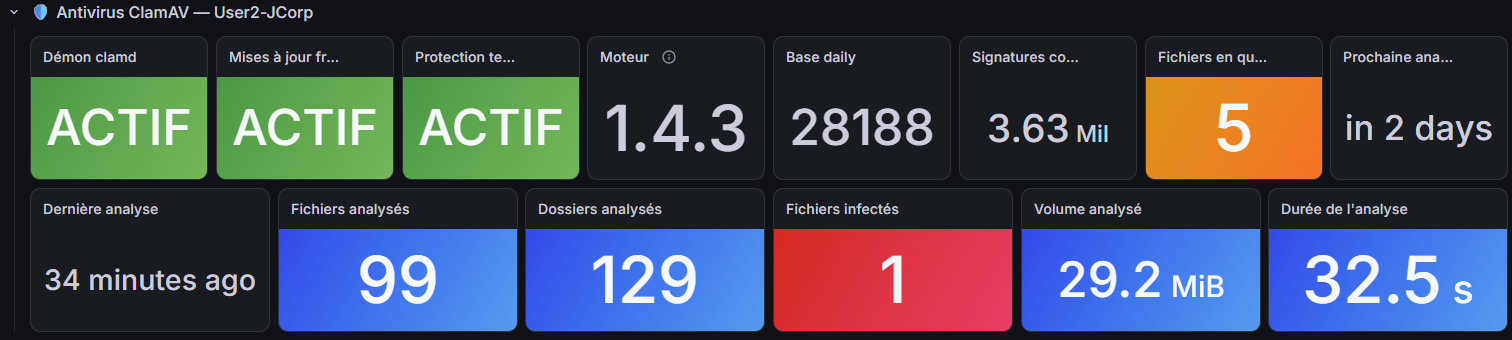 Antivirus ClamAV — User2-JCorp
Démon clamd
Mises à jour fr...
Protection te...
Moteur
Base daily
Signatures co...
Fichiers en qu...
Prochaine ana...
ACTIF
ACTIF
ACTIF
1.4.3
28188
3.63 Mil
5
in 2 days
Dernière analyse
Fichiers analysés
Dossiers analysés
Fichiers infectés
Volume analysé
Durée de l'analyse
34 minutes ago
99
129
1
29.2 MiB
32.5 s